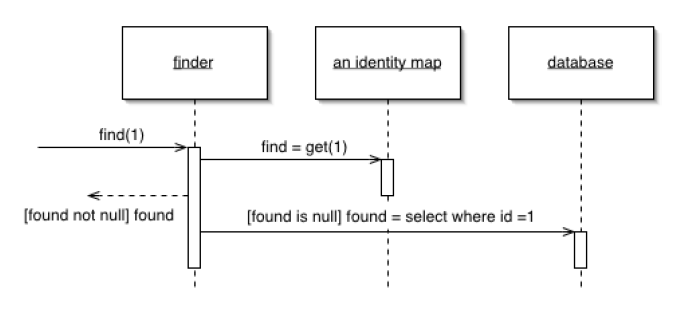 finder
an identity map
database
find(1)
find = get(1)
[found not null] found
[found is null] found = select where id =1